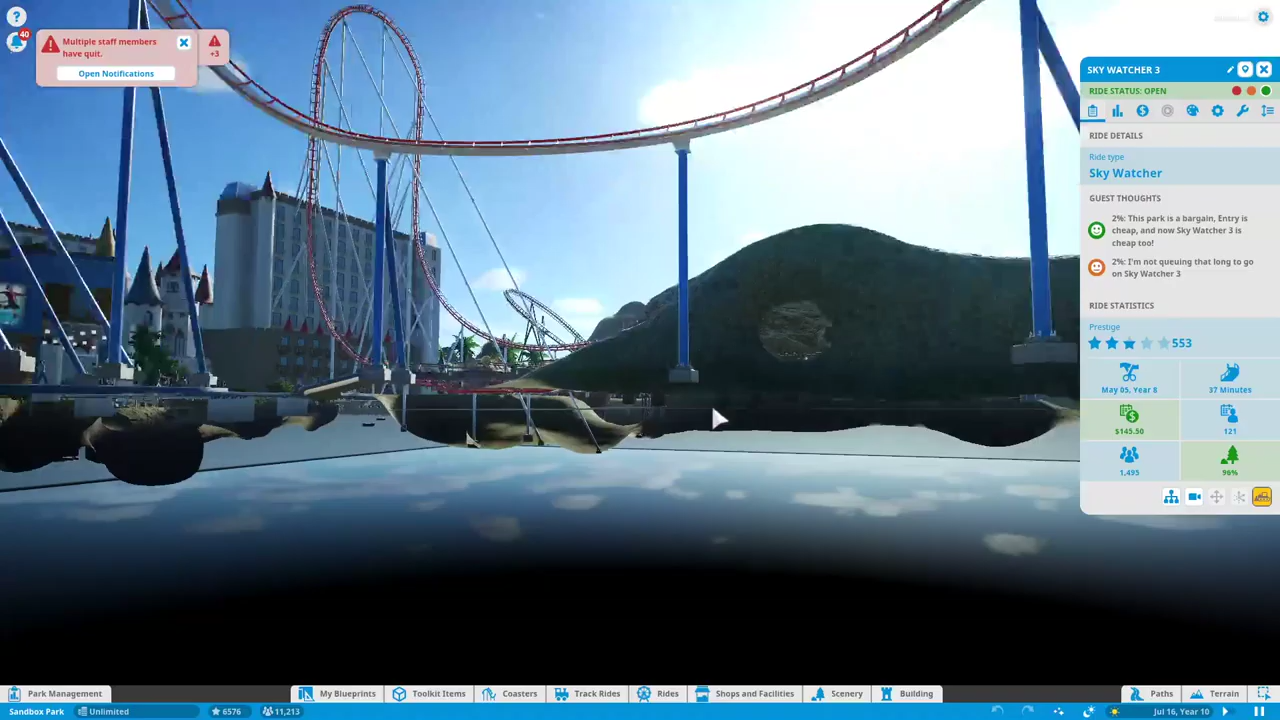 ?
40
Multiple staff members
have quit.
+3
Open Notifications
SKY WATCHER 3
RIDE STATUS: OPEN
RIDE DETAILS
Ride type
Sky Watcher
GUEST THOUGHTS
2%: This park is a bargain, Entry is
cheap, and now Sky Watcher 3 is
cheap too!
2%: I'm not queuing that long to go
on Sky Watcher 3
RIDE STATISTICS
Prestige
553
May 05, Year 8
37 Minutes
$145.50
121
1,495
96%
Park Management
My Blueprints
Toolkit Items
Coasters
Track Rides
Rides
Shops and Facilities
Scenery
Building
Paths
Terrain
Sandbox Park
Unlimited
6576
11,213
Jul 16, Year 10